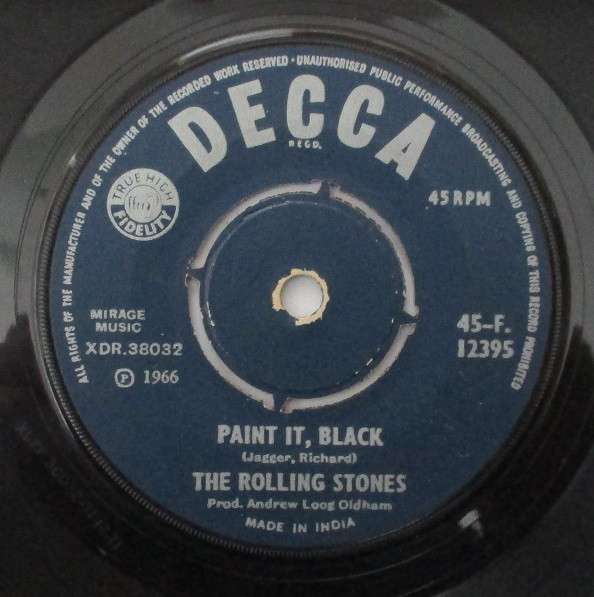 ALL RIGHTS OF THE MANUFACTURER AND OF THE OWNER OF THE RECORDED WORK RESERVED · UNAUTHORISED PUBLIC PERFORMANCE BROADCASTING AND COPYING OF THIS RECORD PROHIBITED
DECCA
REGD.
TRUE HIGH
FIDELITY
45 RPM
MIRAGE
MUSIC
XDR.38032
Ⓟ 1966
45-F.
12395
PAINT IT, BLACK
(Jagger, Richard)
THE ROLLING STONES
Prod. Andrew Loog Oldham
MADE IN INDIA